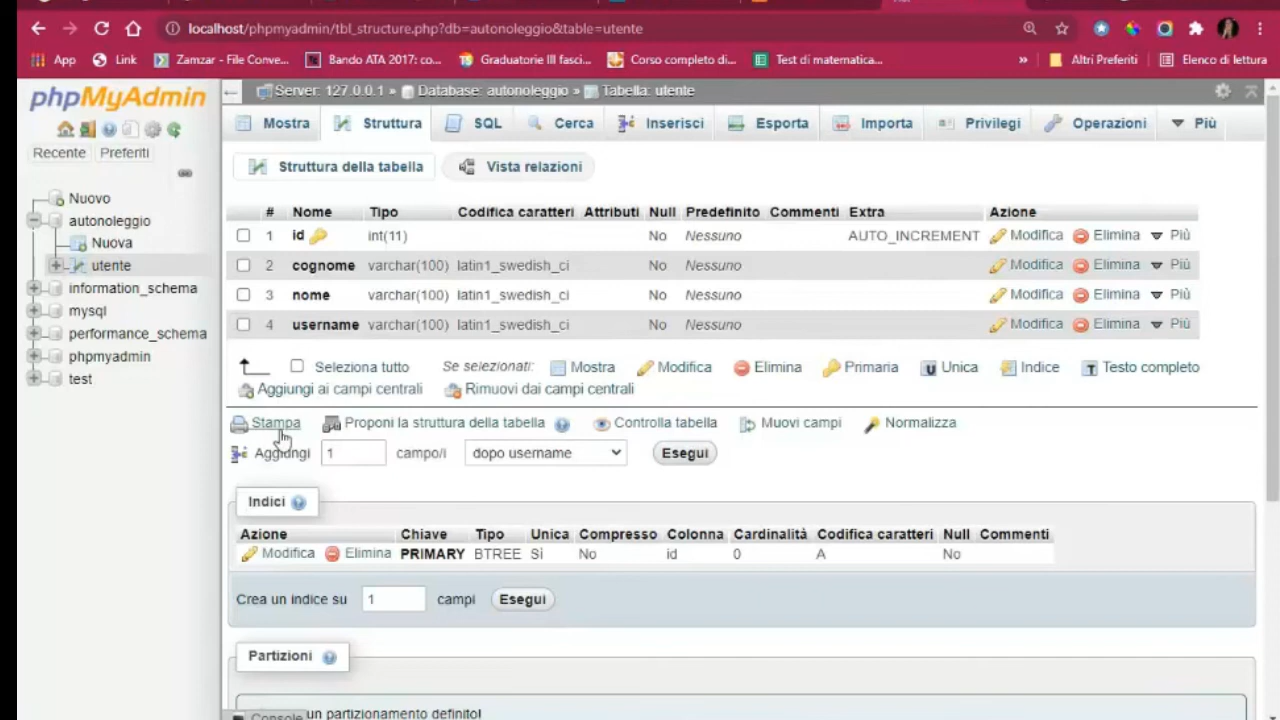 localhost/phpmyadmin/tbl_structure.php?db=autonoleggio&table=utente
App Link Zamzar - File Conve... Bando ATA 2017: co... Graduatorie III fasci... Corso completo di... Test di matematica... » Altri Preferiti Elenco di lettura
phpMyAdmin
Recente Preferiti
Nuovo
autonoleggio
Nuova
utente
information_schema
mysql
performance_schema
phpmyadmin
test
Server: 127.0.0.1 » Database: autonoleggio » Tabella: utente
Mostra Struttura SQL Cerca Inserisci Esporta Importa Privilegi Operazioni Più
Struttura della tabella Vista relazioni
# Nome Tipo Codifica caratteri Attributi Null Predefinito Commenti Extra Azione
1 id int(11) No Nessuno AUTO_INCREMENT Modifica Elimina Più
2 cognome varchar(100) latin1_swedish_ci No Nessuno Modifica Elimina Più
3 nome varchar(100) latin1_swedish_ci No Nessuno Modifica Elimina Più
4 username varchar(100) latin1_swedish_ci No Nessuno Modifica Elimina Più
Seleziona tutto Se selezionati: Mostra Modifica Elimina Primaria Unica Indice Testo completo
Aggiungi ai campi centrali Rimuovi dai campi centrali
Stampa Proponi la struttura della tabella Controlla tabella Muovi campi Normalizza
Aggiungi 1 campo/i dopo username Esegui
Indici
Azione Chiave Tipo Unica Compresso Colonna Cardinalità Codifica caratteri Null Commenti
Modifica Elimina PRIMARY BTREE Sì No id 0 A No
Crea un indice su 1 campi Esegui
Partizioni
un partizionamento definito!
Console